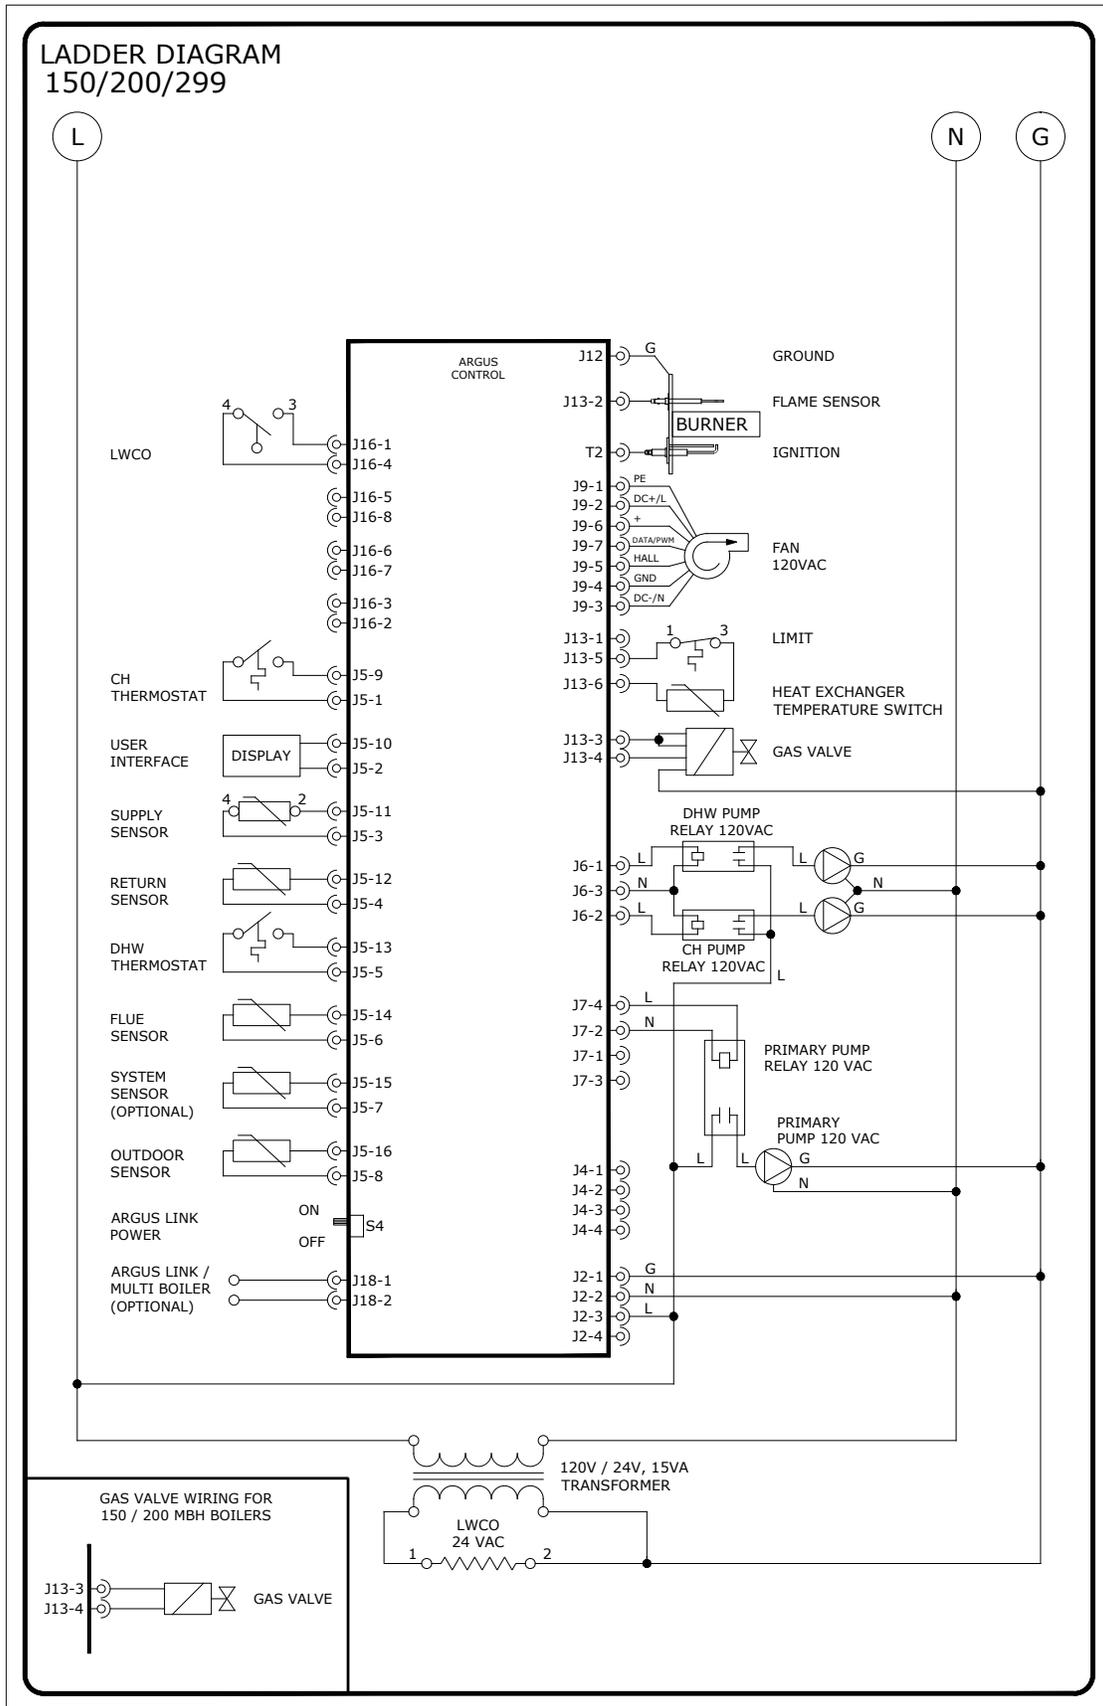 LADDER DIAGRAM
150/200/299
L
N
G
ARGUS
CONTROL
LWCO
4
3
J16-1
J16-4
J16-5
J16-8
J16-6
J16-7
J16-3
J16-2
CH
THERMOSTAT
J5-9
J5-1
USER
INTERFACE
DISPLAY
J5-10
J5-2
SUPPLY
SENSOR
4
2
J5-11
J5-3
RETURN
SENSOR
J5-12
J5-4
DHW
THERMOSTAT
J5-13
J5-5
FLUE
SENSOR
J5-14
J5-6
SYSTEM
SENSOR
(OPTIONAL)
J5-15
J5-7
OUTDOOR
SENSOR
J5-16
J5-8
ARGUS LINK
POWER
ON
OFF
S4
ARGUS LINK /
MULTI BOILER
(OPTIONAL)
J18-1
J18-2
J12
G
GROUND
J13-2
FLAME SENSOR
BURNER
T2
IGNITION
J9-1
PE
J9-2
DC+/L
J9-6
+
J9-7
DATA/PWM
J9-5
HALL
J9-4
GND
J9-3
DC-/N
FAN
120VAC
J13-1
J13-5
J13-6
1
3
LIMIT
HEAT EXCHANGER
TEMPERATURE SWITCH
J13-3
J13-4
GAS VALVE
DHW PUMP
RELAY 120VAC
J6-1
L
L
G
J6-3
N
N
J6-2
L
L
G
CH PUMP
RELAY 120VAC
L
J7-4
L
J7-2
N
J7-1
J7-3
PRIMARY PUMP
RELAY 120 VAC
PRIMARY
PUMP 120 VAC
L
L
G
N
J4-1
J4-2
J4-3
J4-4
J2-1
G
J2-2
N
J2-3
L
J2-4
120V / 24V, 15VA
TRANSFORMER
LWCO
24 VAC
1
2
GAS VALVE WIRING FOR
150 / 200 MBH BOILERS
J13-3
J13-4
GAS VALVE